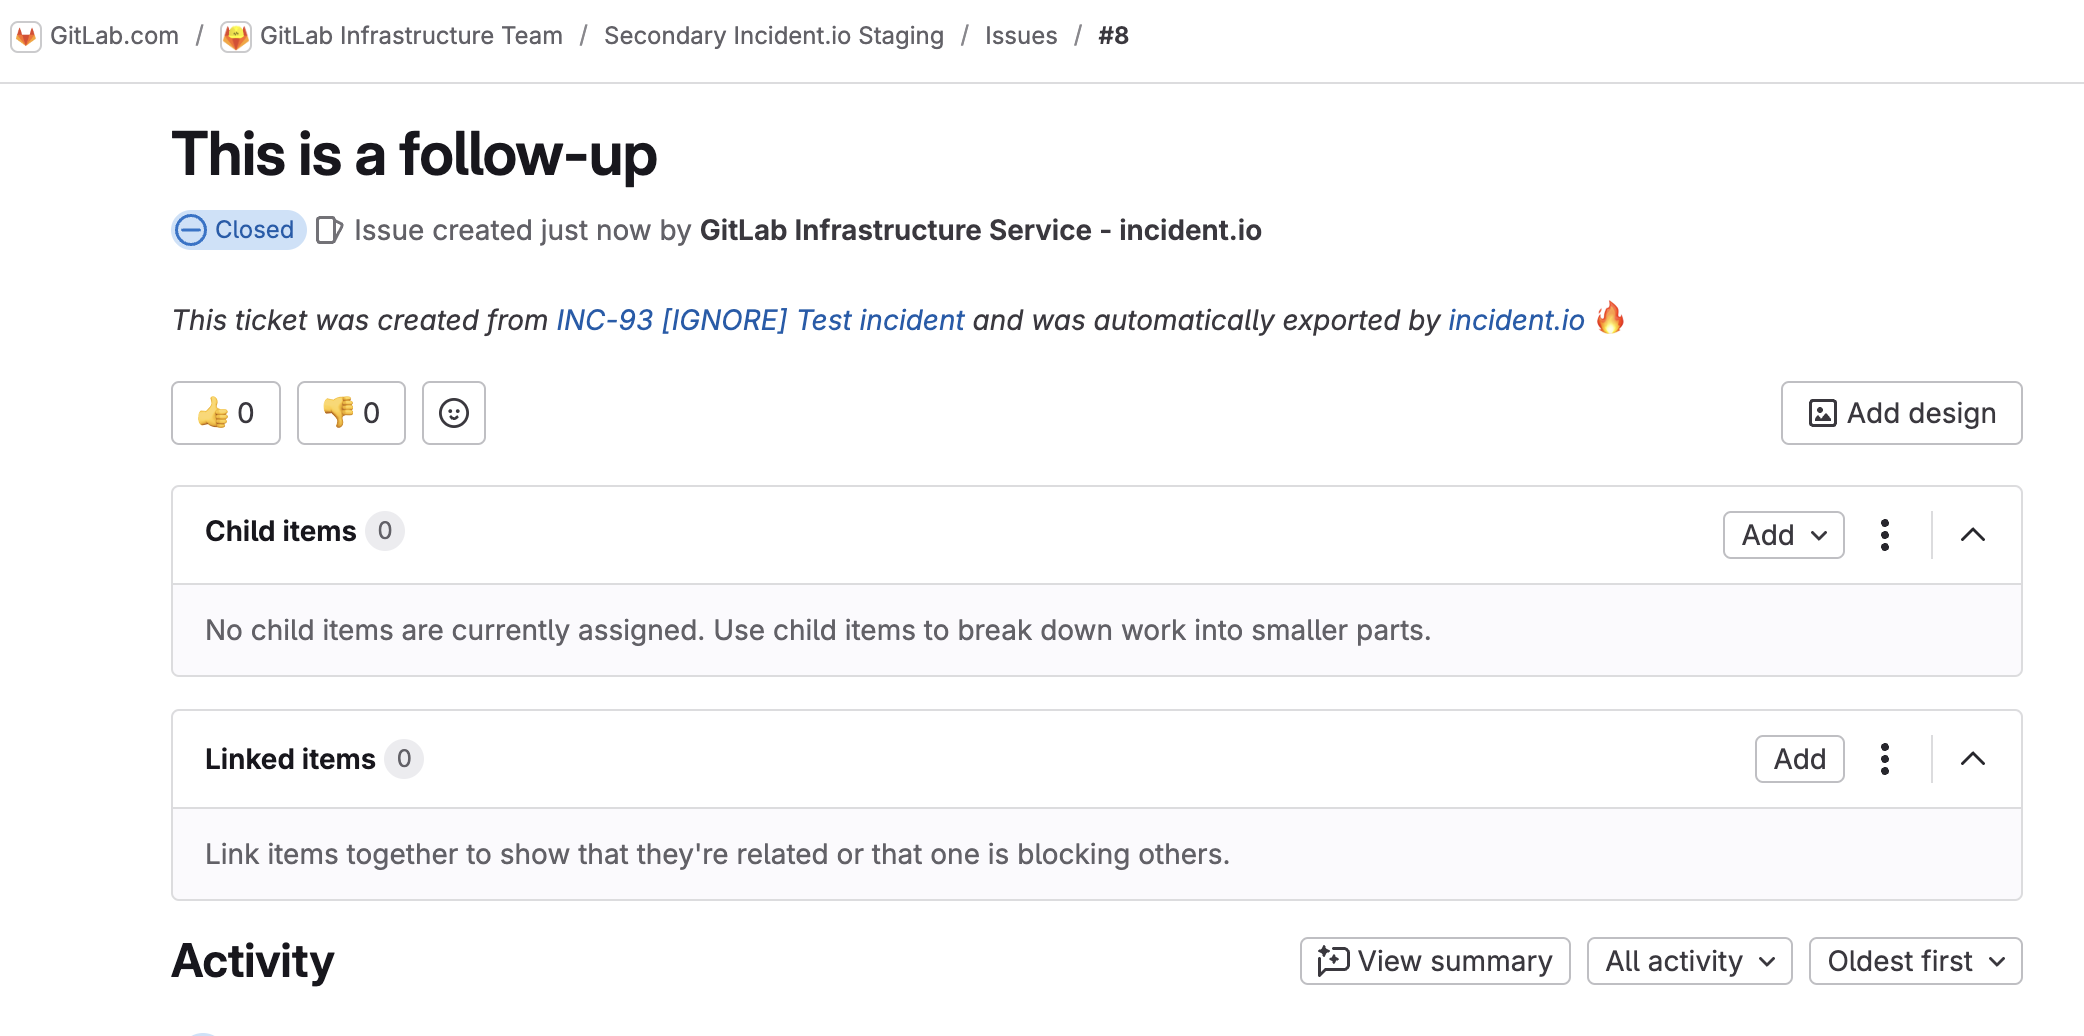 GitLab.com / GitLab Infrastructure Team / Secondary Incident.io Staging / Issues / #8
This is a follow-up
Closed Issue created just now by GitLab Infrastructure Service - incident.io
This ticket was created from INC-93 [IGNORE] Test incident and was automatically exported by incident.io 🔥
👍 0 👎 0 Add design
Child items 0 Add
No child items are currently assigned. Use child items to break down work into smaller parts.
Linked items 0 Add
Link items together to show that they're related or that one is blocking others.
Activity View summary All activity Oldest first